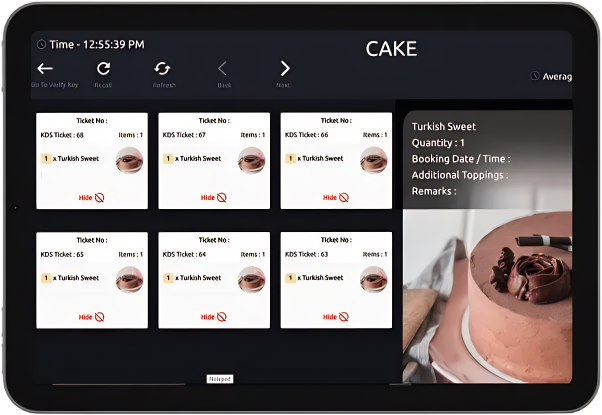 Time - 12:55:39 PM
CAKE
Go To Verify Key
Recall
Refresh
Back
Next
Averag
Ticket No :
KDS Ticket : 68 Items : 1
1 x Turkish Sweet
Hide
Ticket No :
KDS Ticket : 67 Items : 1
1 x Turkish Sweet
Hide
Ticket No :
KDS Ticket : 66 Items : 1
1 x Turkish Sweet
Hide
Turkish Sweet
Quantity : 1
Booking Date / Time :
Additional Toppings :
Remarks :
Ticket No :
KDS Ticket : 65 Items : 1
1 x Turkish Sweet
Hide
Ticket No :
KDS Ticket : 64 Items : 1
1 x Turkish Sweet
Hide
Ticket No :
KDS Ticket : 63 Items : 1
1 x Turkish Sweet
Hide
Notepad